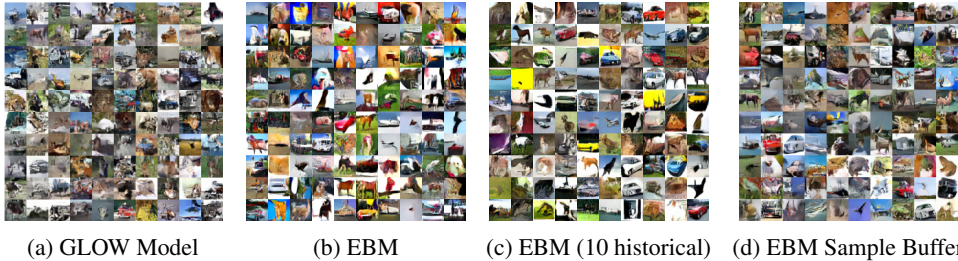 (a) GLOW Model
(b) EBM
(c) EBM (10 historical)
(d) EBM Sample Buffer